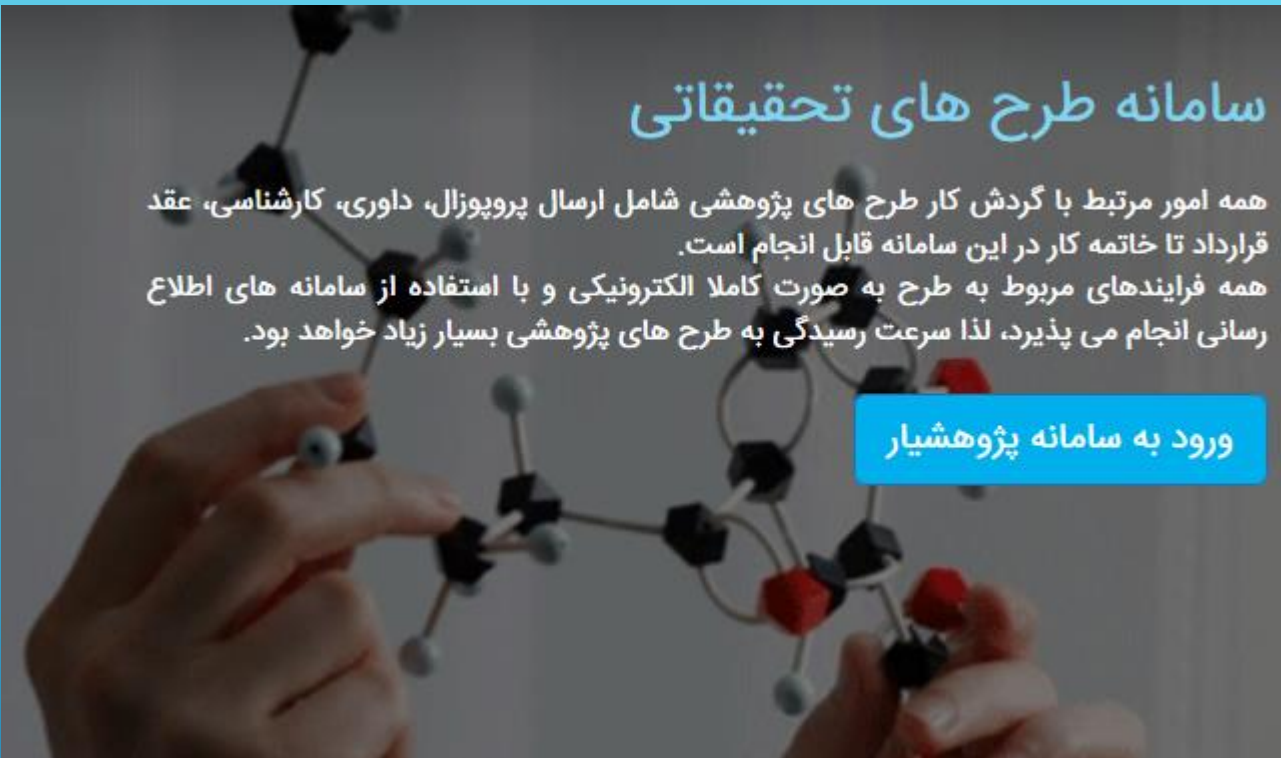 سامانه طرح های تحقیقاتی
همه امور مرتبط با گردش کار طرح های پژوهشی شامل ارسال پروپوزال، داوری، کارشناسی، عقد
قرارداد تا خاتمه کار در این سامانه قابل انجام است.
همه فرایندهای مربوط به طرح به صورت کاملا الکترونیکی و با استفاده از سامانه های اطلاع
رسانی انجام می پذیرد، لذا سرعت رسیدگی به طرح های پژوهشی بسیار زیاد خواهد بود.
ورود به سامانه پژوهشیار